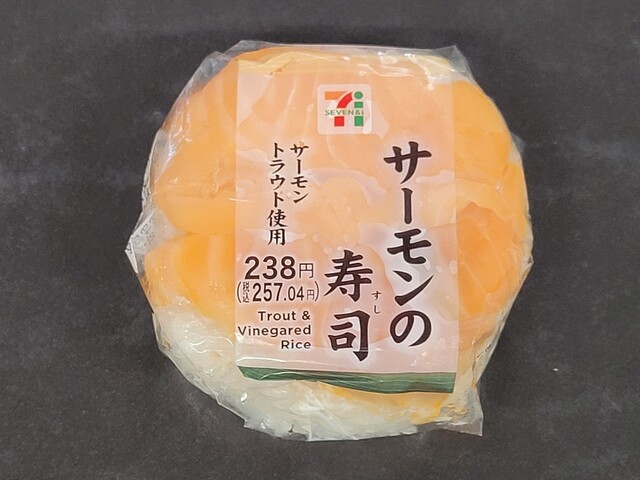 SEVEN&i
サーモンの
寿司
すし
サーモン
トラウト使用
238円
(税込257.04円)
Trout &
Vinegared
Rice